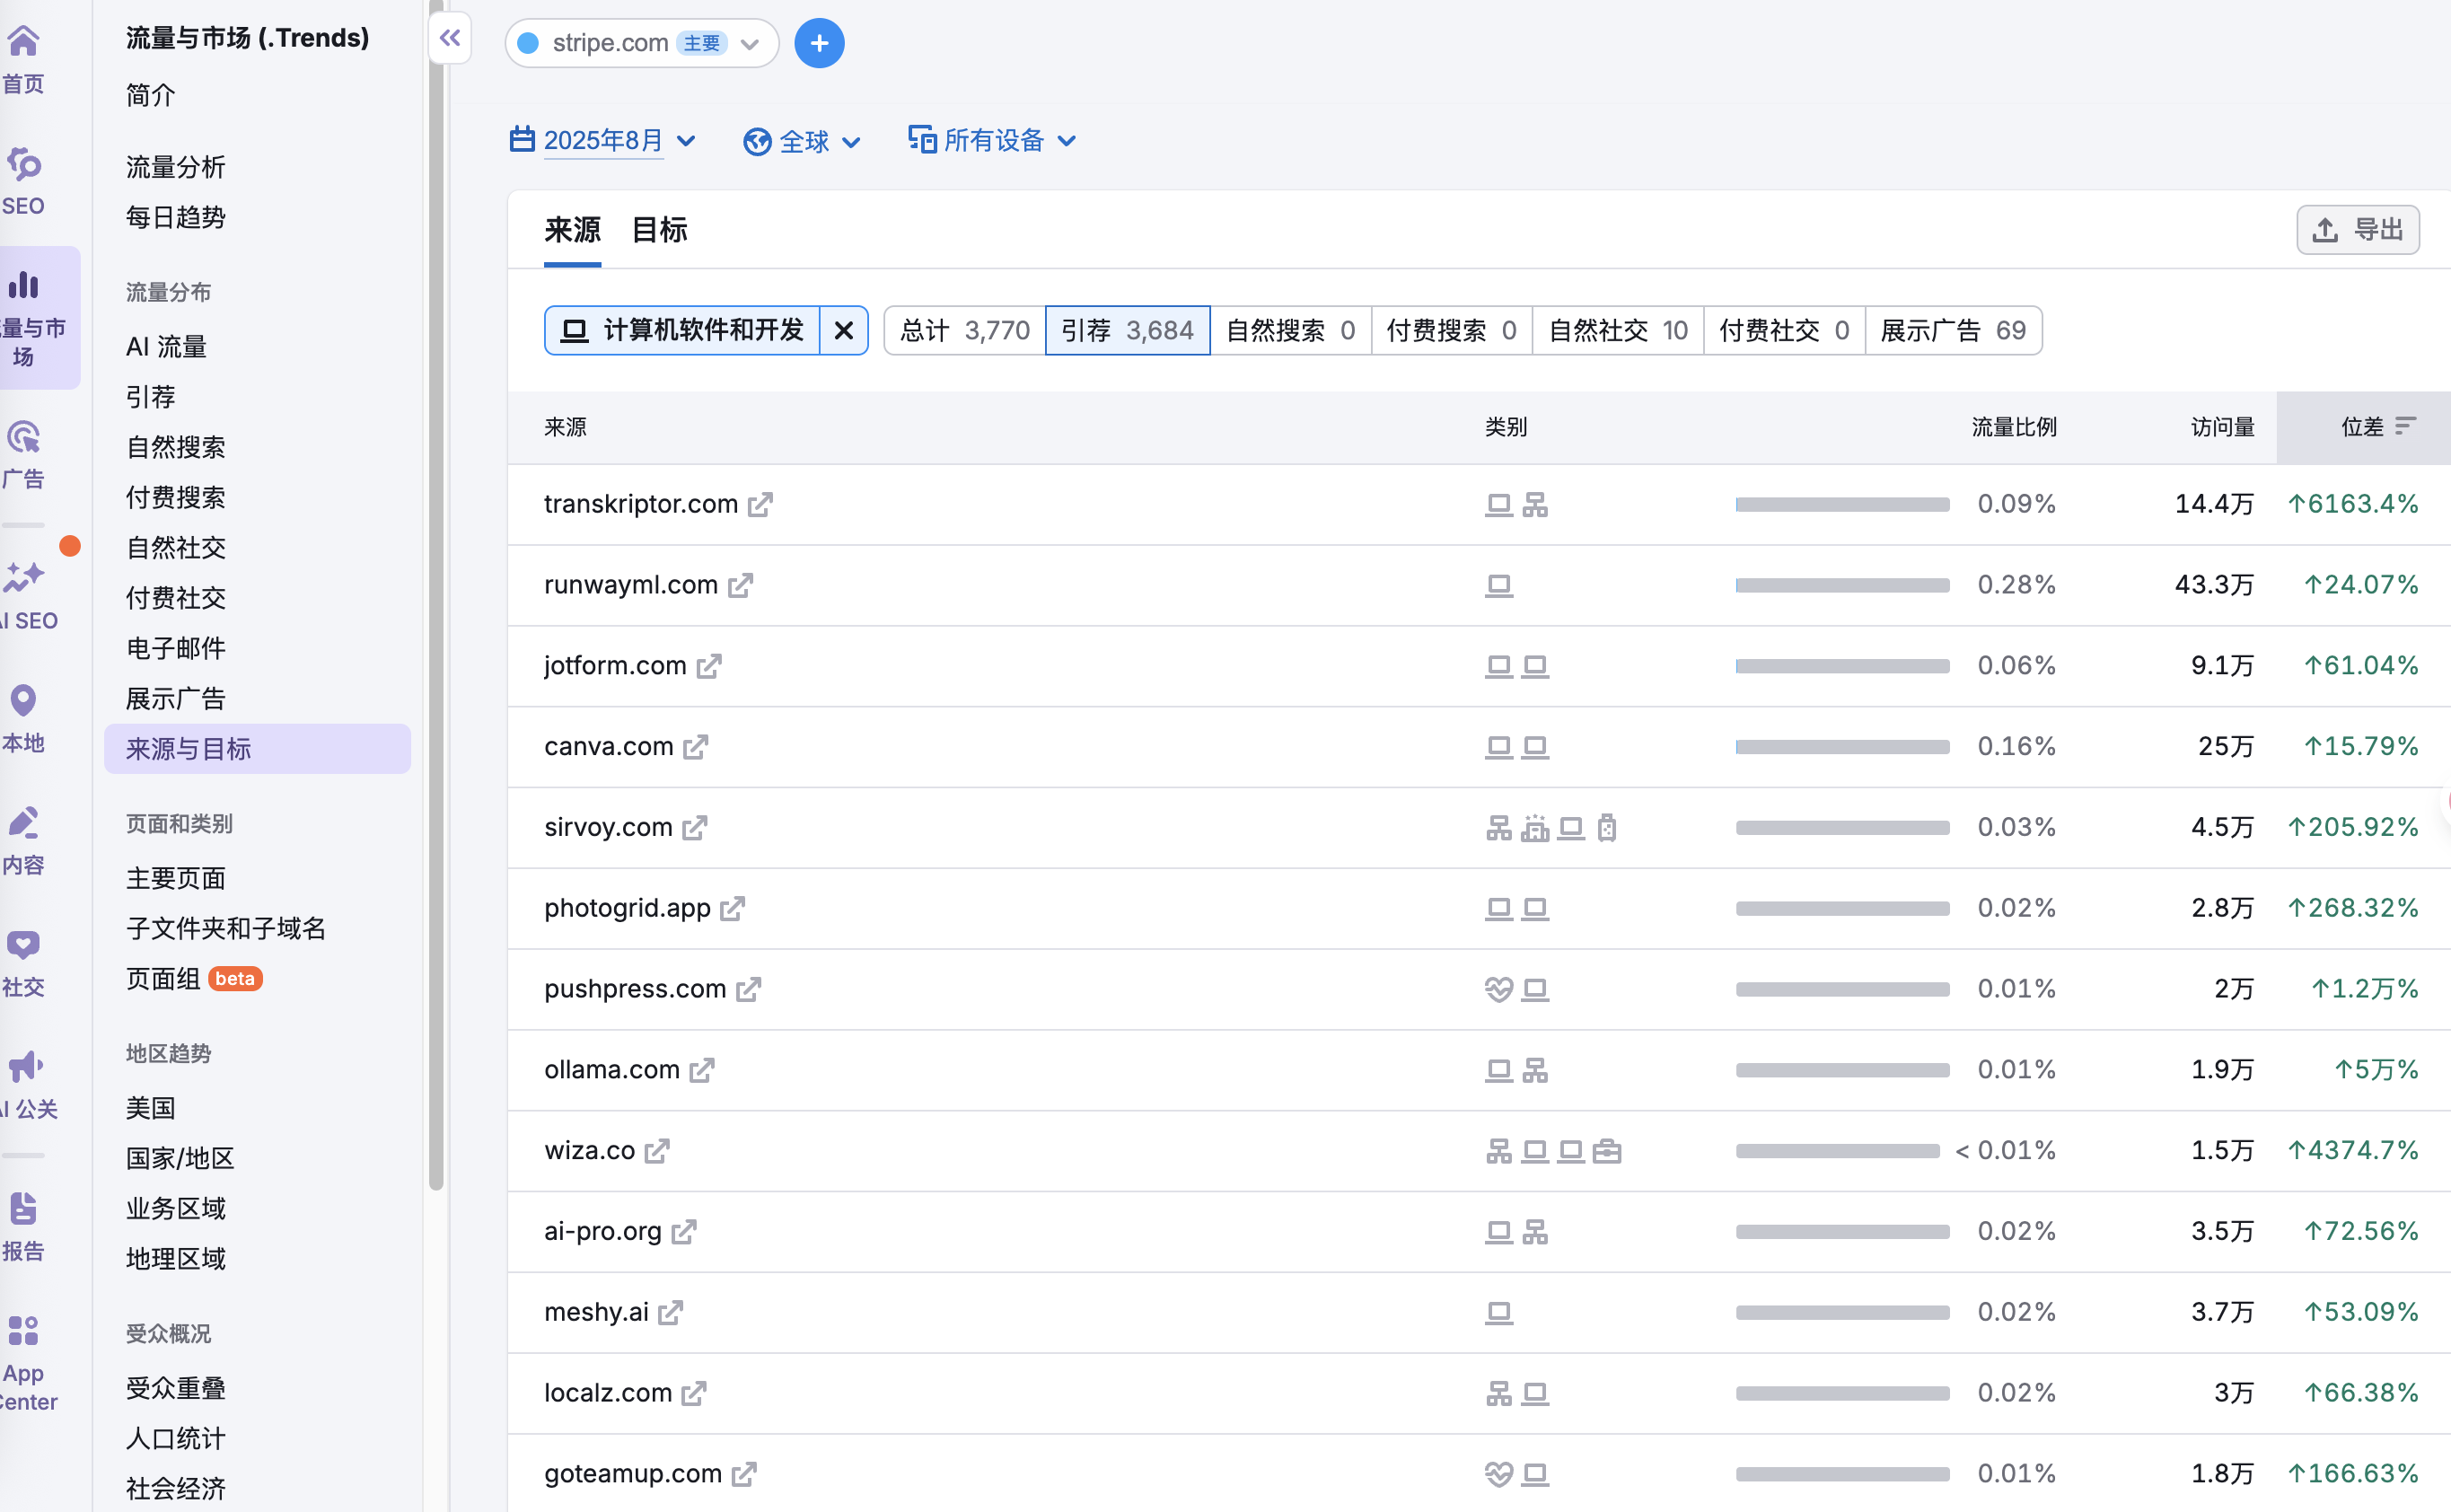 首页
SEO
量与市
场
广告
AI SEO
本地
内容
社交
AI 公关
报告
App
Center
流量与市场 (.Trends)
简介
流量分析
每日趋势
流量分布
AI 流量
引荐
自然搜索
付费搜索
自然社交
付费社交
电子邮件
展示广告
来源与目标
页面和类别
主要页面
子文件夹和子域名
页面组 beta
地区趋势
美国
国家/地区
业务区域
地理区域
受众概况
受众重叠
人口统计
社会经济
stripe.com 主要
2025年8月 全球 所有设备
来源 目标 导出
计算机软件和开发 总计 3,770 引荐 3,684 自然搜索 0 付费搜索 0 自然社交 10 付费社交 0 展示广告 69
来源 类别 流量比例 访问量 位差
transkriptor.com 0.09% 14.4万 ↑6163.4%
runwayml.com 0.28% 43.3万 ↑24.07%
jotform.com 0.06% 9.1万 ↑61.04%
canva.com 0.16% 25万 ↑15.79%
sirvoy.com 0.03% 4.5万 ↑205.92%
photogrid.app 0.02% 2.8万 ↑268.32%
pushpress.com 0.01% 2万 ↑1.2万%
ollama.com 0.01% 1.9万 ↑5万%
wiza.co < 0.01% 1.5万 ↑4374.7%
ai-pro.org 0.02% 3.5万 ↑72.56%
meshy.ai 0.02% 3.7万 ↑53.09%
localz.com 0.02% 3万 ↑66.38%
goteamup.com 0.01% 1.8万 ↑166.63%